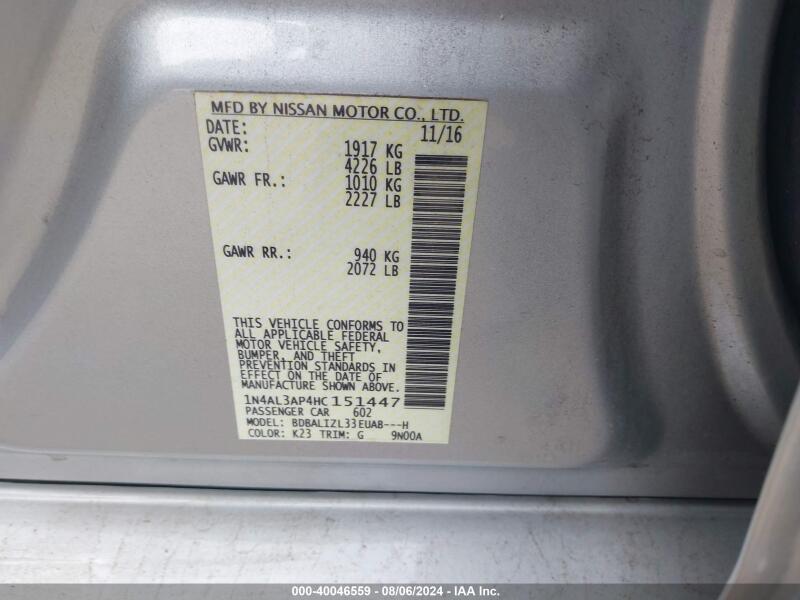 MFD BY NISSAN MOTOR CO., LTD.
DATE: 11/16
GVWR: 1917 KG
4226 LB
GAWR FR.: 1010 KG
2227 LB
GAWR RR.: 940 KG
2072 LB
THIS VEHICLE CONFORMS TO
ALL APPLICABLE FEDERAL
MOTOR VEHICLE SAFETY,
BUMPER, AND THEFT
PREVENTION STANDARDS IN
EFFECT ON THE DATE OF
MANUFACTURE SHOWN ABOVE.
1N4AL3AP4HC151447
PASSENGER CAR 602
MODEL: BDBALIZL33EUA8---H
COLOR: K23 TRIM: G 9N00A
000-40046559 - 08/06/2024 - IAA Inc.